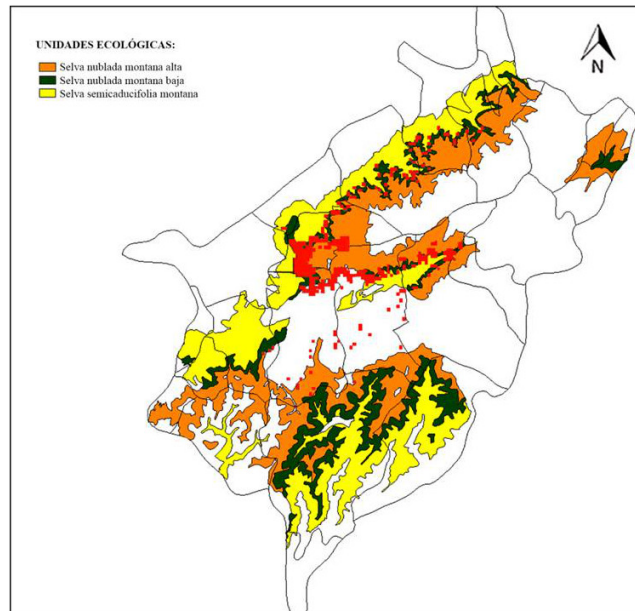 UNIDADES ECOLÓGICAS:
Selva nublada montana alta
Selva nublada montana baja
Selva semicaducifolia montana
N